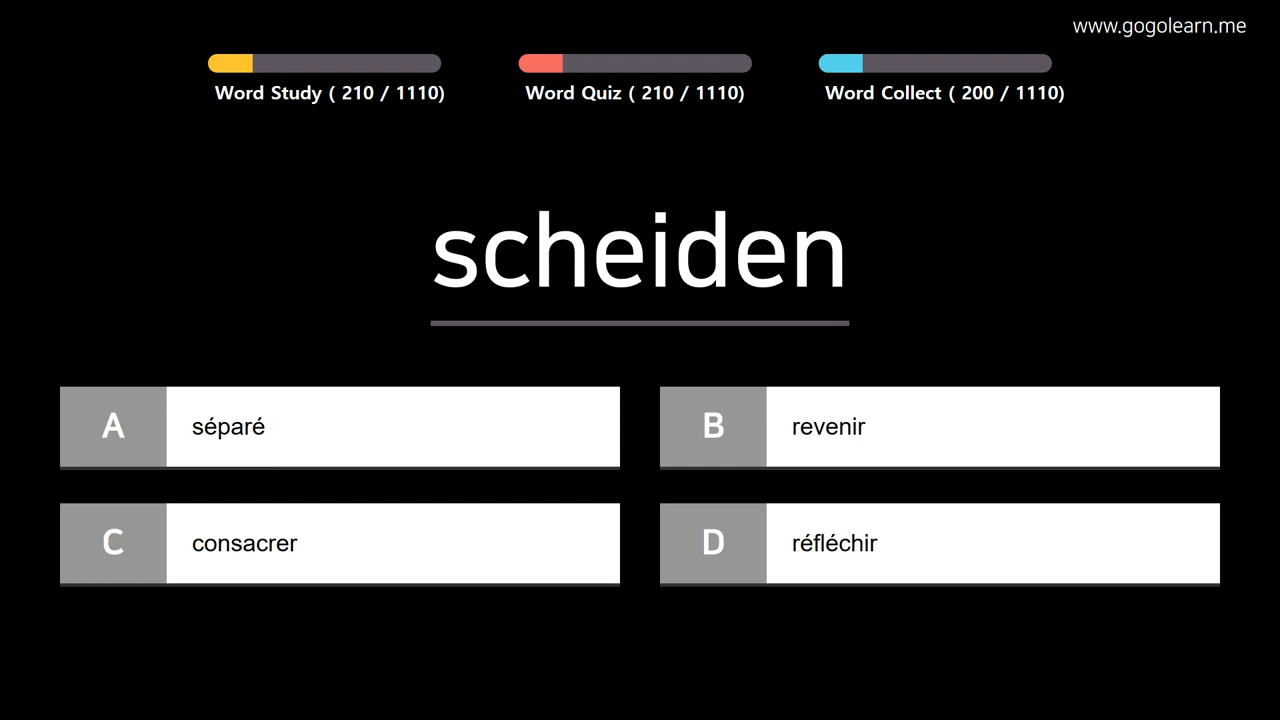 www.gogolearn.me
Word Study ( 210 / 1110)
Word Quiz ( 210 / 1110)
Word Collect ( 200 / 1110)
scheiden
A séparé
B revenir
C consacrer
D réfléchir